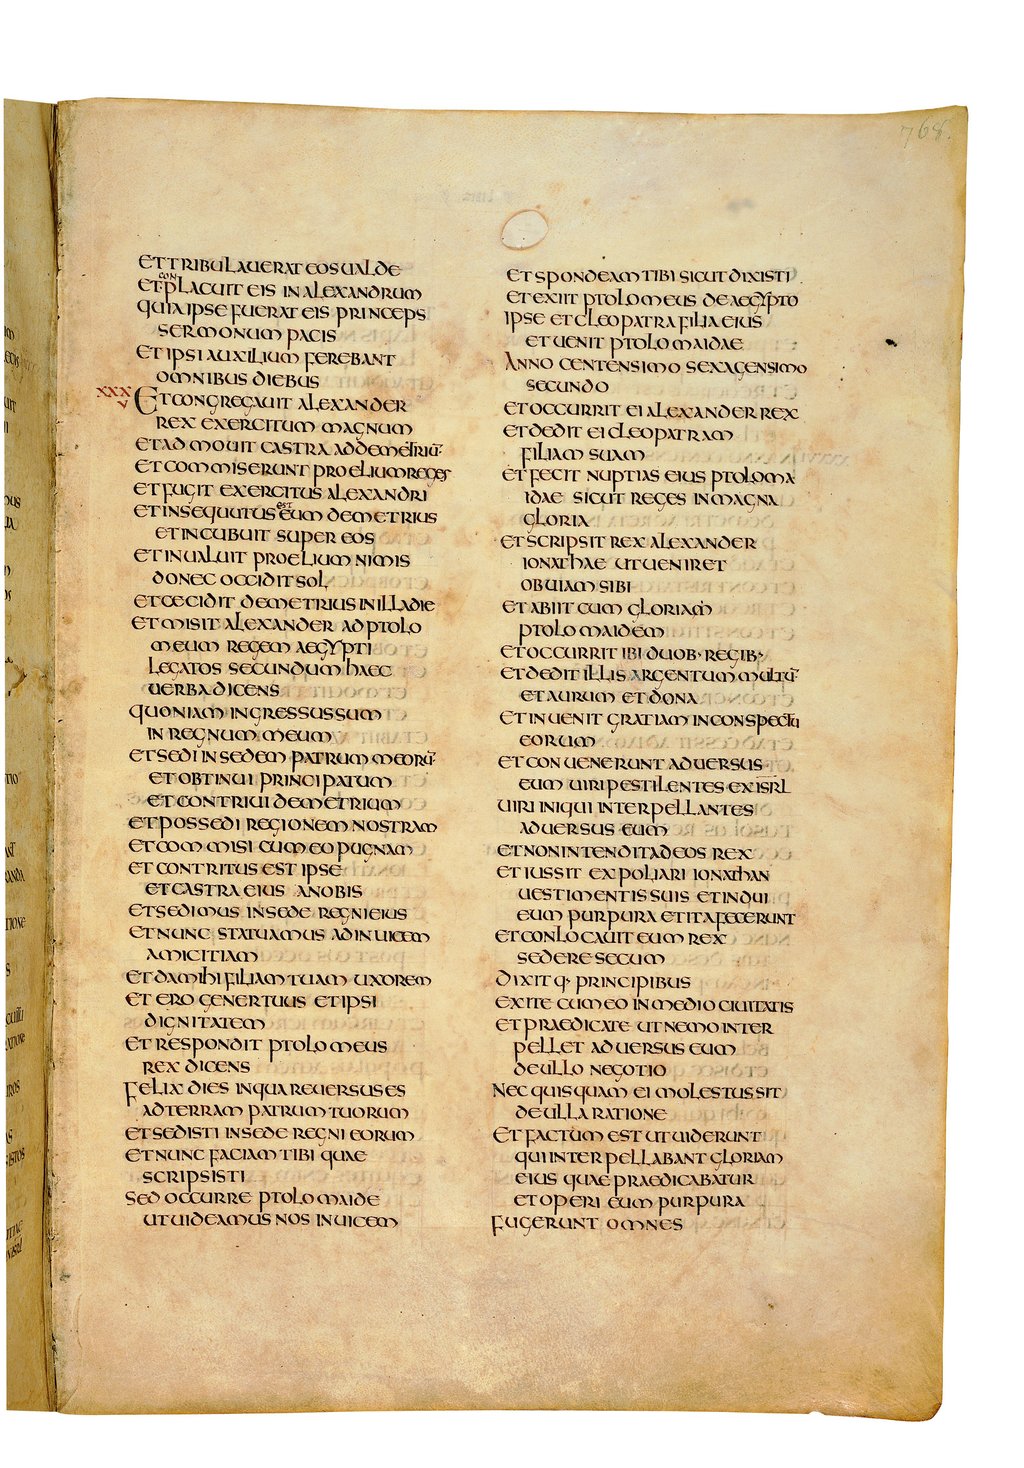 768.
ET TRIBULAVERAT EOS UALDE
con
ET PLACUIT EIS IN ALEXANDRUM
QUIA IPSE FUERAT EIS PRINCEPS
SERMONUM PACIS
ET IPSI AUXILIUM FEREBANT
OMNIBUS DIEBUS
XXXV
ET CONGREGAUIT ALEXANDER
REX EXERCITUM MAGNUM
ET ADMOUIT CASTRA AD DEMETRIŪ·
ET COMMISERUNT PROELIUM REGES
ET FUGIT EXERCITUS ALEXANDRI
est
ET INSEQUUTUS EUM DEMETRIUS
ET INCUBUIT SUPER EOS
ET INUALUIT PROELIUM NIMIS
DONEC OCCIDIT SOL
ET CECIDIT DEMETRIUS IN ILLA DIE
ET MISIT ALEXANDER AD PTOLO
MEUM REGEM AEGYPTI
LEGATOS SECUNDUM HAEC
UERBA DICENS
QUONIAM INGRESSUS SUM
IN REGNUM MEUM
ET SEDI IN SEDEM PATRUM MEORŪ·
ET OBTINUI PRINCIPATUM
ET CONTRIUI DEMETRIUM
ET POSSEDI REGIONEM NOSTRAM
ET COMMISI CUM EO PUGNAM
ET CONTRITUS EST IPSE
ET CASTRA EIUS A NOBIS
ET SEDIMUS IN SEDE REGNI EIUS
ET NUNC STATUAMUS AD INUICEM
AMICITIAM
ET DA MIHI FILIAM TUAM UXOREM
ET ERO GENER TUUS ET IPSI
DIGNITATEM
ET RESPONDIT PTOLOMEUS
REX DICENS
FELIX DIES IN QUA REUERSUS ES
AD TERRAM PATRUM TUORUM
ET SEDISTI IN SEDE REGNI EORUM
ET NUNC FACIAM TIBI QUAE
SCRIPSISTI
SED OCCURRE PTOLOMAIDE
UT UIDEAMUS NOS INUICEM
ET SPONDEAM TIBI SICUT DIXISTI
ET EXIIT PTOLOMEUS DE AEGYPTO
IPSE ET CLEOPATRA FILIA EIUS
ET UENIT PTOLOMAIDAE
ANNO CENTENSIMO SEXAGENSIMO
SECUNDO
ET OCCURRIT EI ALEXANDER REX
ET DEDIT EI CLEOPATRAM
FILIAM SUAM
ET FECIT NUPTIAS EIUS PTOLOMA
IDAE SICUT REGES IN MAGNA
GLORIA
ET SCRIPSIT REX ALEXANDER
IONATHAE UT UENIRET
OBUIAM SIBI
ET ABIIT CUM GLORIAM
PTOLOMAIDEM
ET OCCURRIT IBI DUOB· REGIB·
ET DEDIT ILLIS ARGENTUM MULTŪ·
ET AURUM ET DONA
ET INUENIT GRATIAM IN CONSPECTU
EORUM
ET CONUENERUNT ADUERSUS
EUM UIRI PESTILENTES EX ISRL
UIRI INIQUI INTERPELLANTES
ADUERSUS EUM
ET NON INTENDIT AD EOS REX
ET IUSSIT EXPOLIARI IONATHAN
UESTIMENTIS SUIS ET INDUI
EUM PURPURA ET ITA FECERUNT
ET CONLOCAUIT EUM REX
SEDERE SECUM
DIXITQ· PRINCIPIBUS
EXITE CUM EO IN MEDIO CIUITATIS
ET PRAEDICATE UT NEMO INTER
PELLET ADUERSUS EUM
DE ULLO NEGOTIO
NEC QUISQUAM EI MOLESTUS SIT
DE ULLA RATIONE
ET FACTUM EST UT UIDERUNT
QUI INTERPELLABANT GLORIAM
EIUS QUAE PRAEDICABATUR
ET OPERI EUM PURPURA
FUGERUNT OMNES